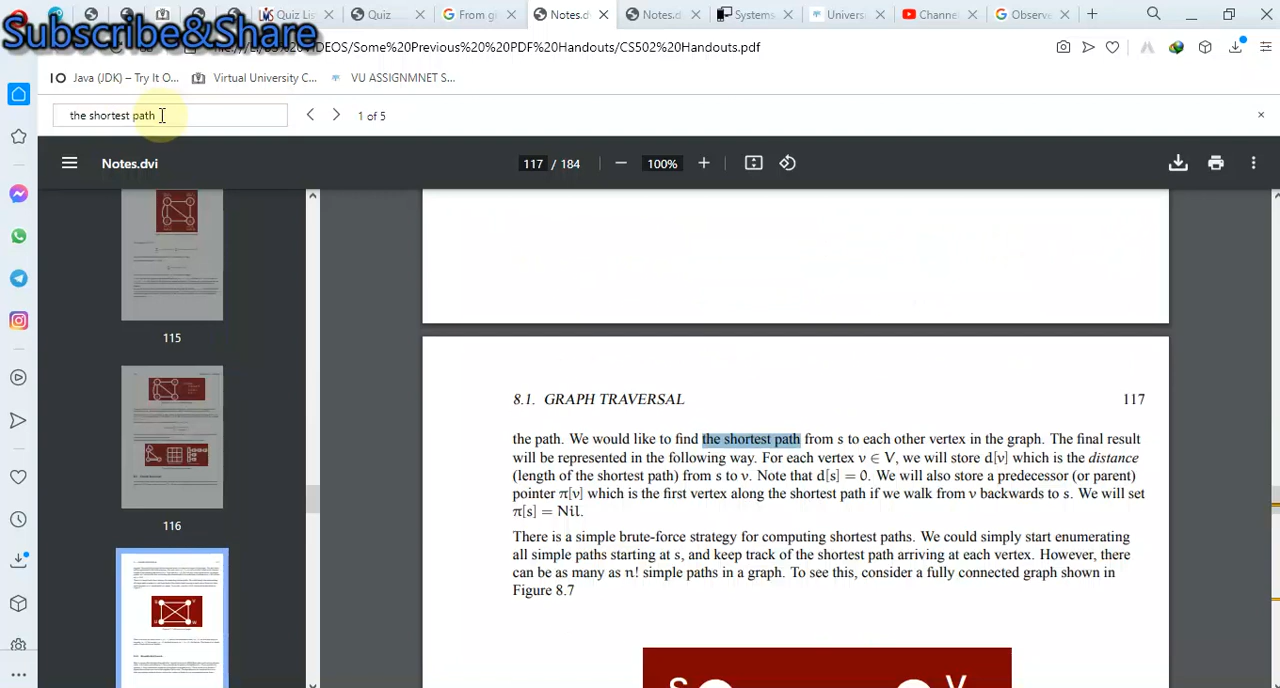 Quiz List
Quiz
From g
Notes.d
Notes.d
Systems
Univers
Channe
Observe
Subscribe&Share
VIDEOS/Some%20Previous%20%20PDF%20Handouts/CS502%20Handouts.pdf
Java (JDK) – Try It O...
Virtual University C...
VU ASSIGNMNET S...
the shortest path
1 of 5
Notes.dvi
117 / 184
100%
115
116
8.1. GRAPH TRAVERSAL 117
the path. We would like to find the shortest path from s to each other vertex in the graph. The final result
will be represented in the following way. For each vertex v ∈ V, we will store d[v] which is the distance
(length of the shortest path) from s to v. Note that d[s] = 0. We will also store a predecessor (or parent)
pointer π[v] which is the first vertex along the shortest path if we walk from v backwards to s. We will set
π[s] = Nil.
There is a simple brute-force strategy for computing shortest paths. We could simply start enumerating
all simple paths starting at s, and keep track of the shortest path arriving at each vertex. However, there
can be as many as n! simple paths in a graph. To see this, consider a fully connected graph shown in
Figure 8.7